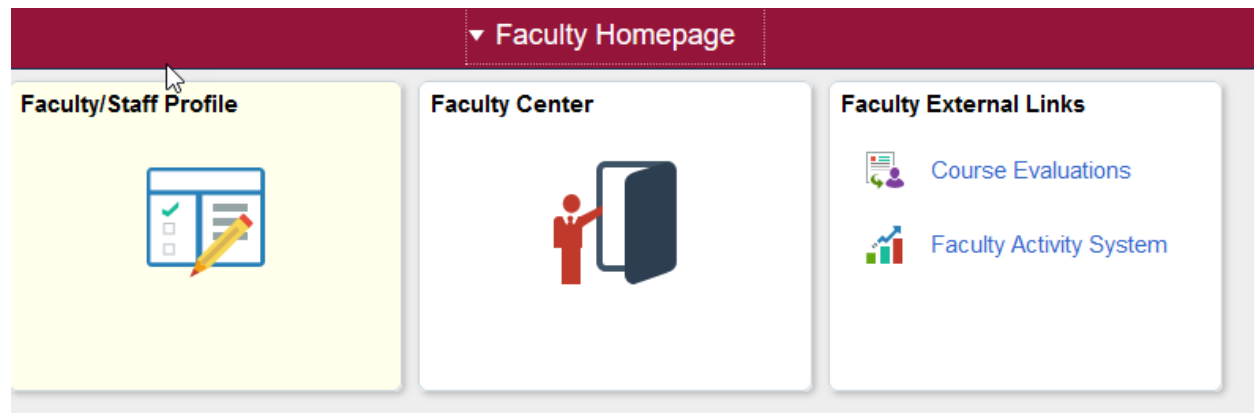 Faculty Homepage
Faculty/Staff Profile
Faculty Center
Faculty External Links
Course Evaluations
Faculty Activity System